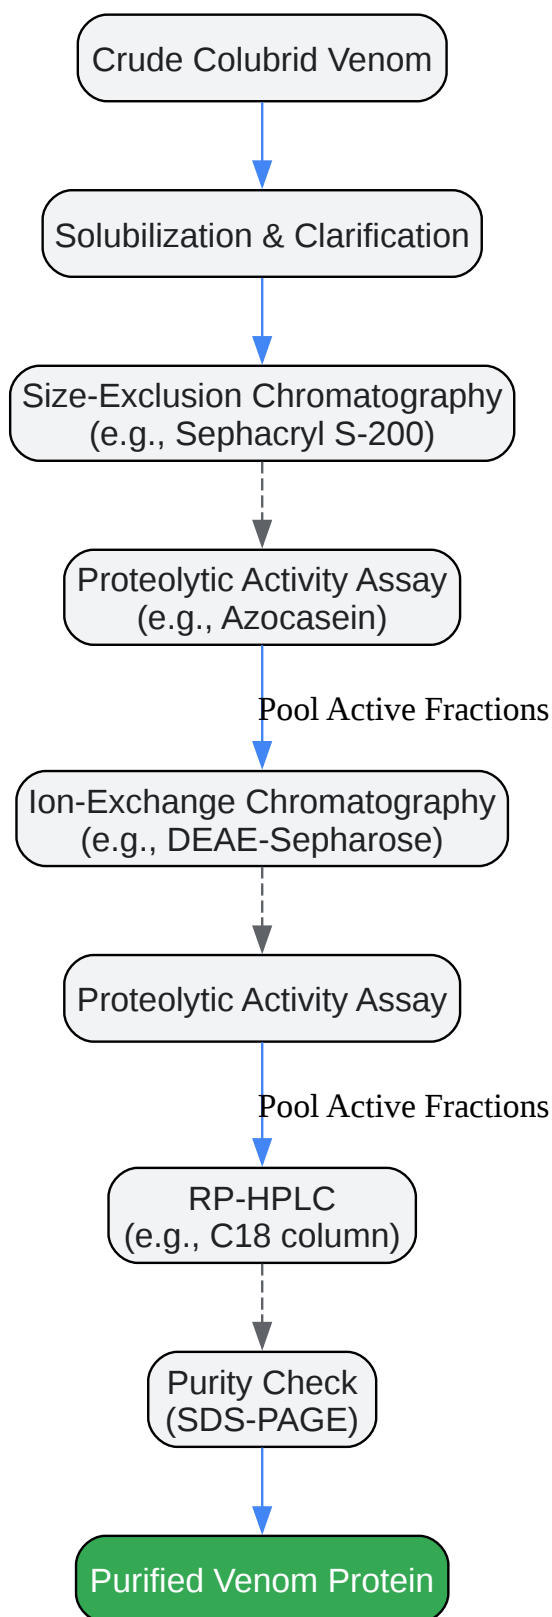 Crude Colubrid Venom
Solubilization & Clarification
Size-Exclusion Chromatography
(e.g., Sephacryl S-200)
Proteolytic Activity Assay
(e.g., Azocasein)
Pool Active Fractions
Ion-Exchange Chromatography
(e.g., DEAE-Sepharose)
Proteolytic Activity Assay
Pool Active Fractions
RP-HPLC
(e.g., C18 column)
Purity Check
(SDS-PAGE)
Purified Venom Protein